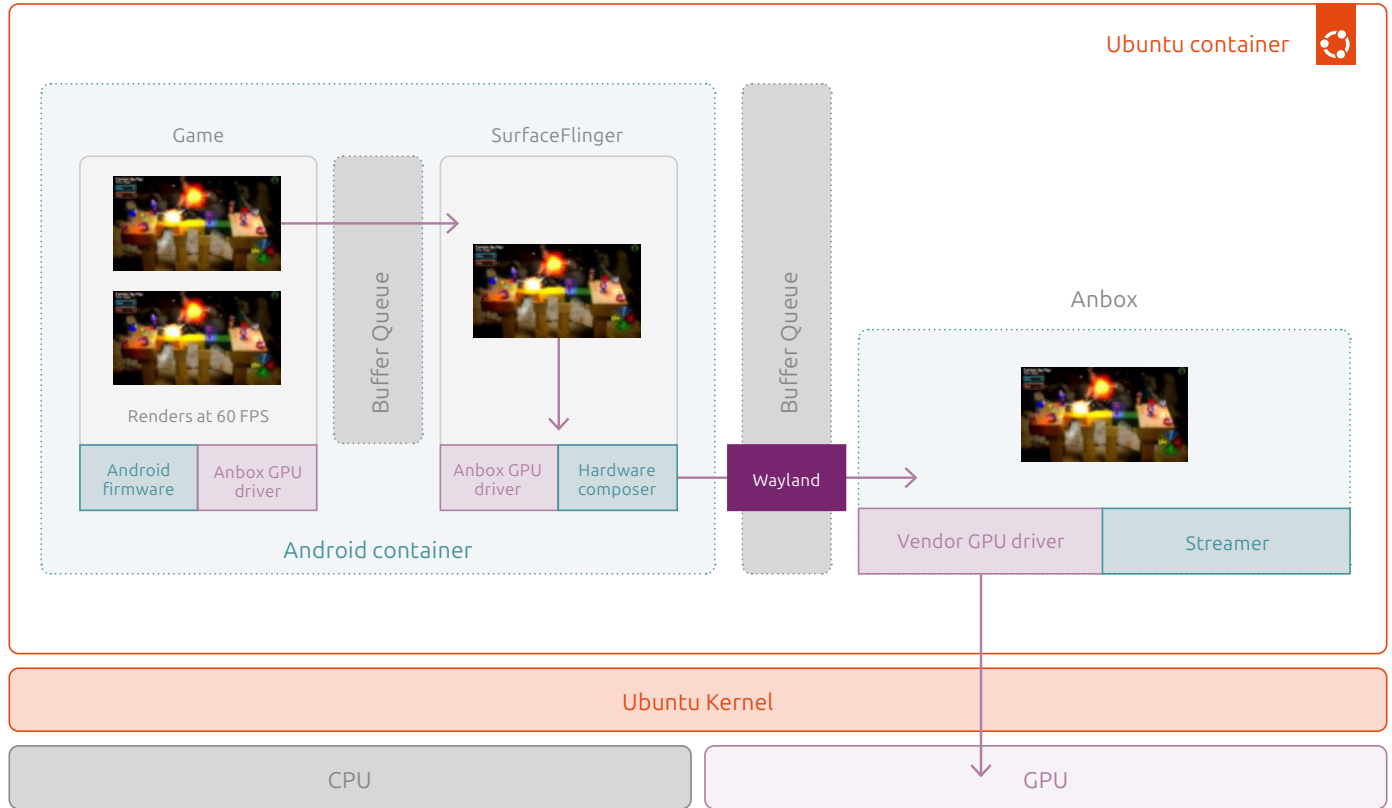 Ubuntu container
Game
SurfaceFlinger
Buffer Queue
Renders at 60 FPS
Android
firmware
Anbox GPU
driver
Anbox GPU
driver
Hardware
composer
Android container
Buffer Queue
Wayland
Anbox
Vendor GPU driver
Streamer
Ubuntu Kernel
CPU
GPU